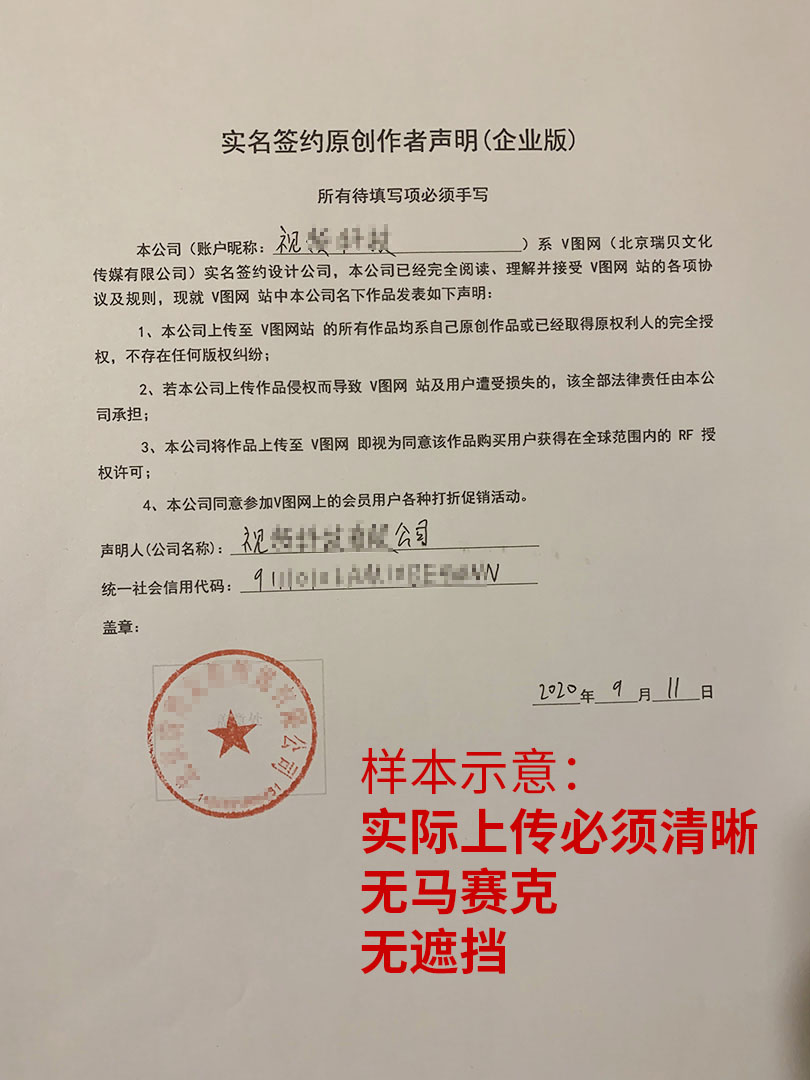 实名签约原创作者声明(企业版)
所有待填写项必须手写
本公司（账户昵称：视）系 V图网（北京瑞贝文化
传媒有限公司）实名签约设计公司，本公司已经完全阅读、理解并接受 V图网 站的各项协
议及规则，现就 V图网 站中本公司名下作品发表如下声明：
1、本公司上传至 V图网站 的所有作品均系自己原创作品或已经取得原权利人的完全授
权，不存在任何版权纠纷；
2、若本公司上传作品侵权而导致 V图网 站及用户遭受损失的，该全部法律责任由本公
司承担；
3、本公司将作品上传至 V图网 即视为同意该作品购买用户获得在全球范围内的 RF 授
权许可；
4、本公司同意参加V图网上的会员用户各种打折促销活动。
声明人(公司名称)：视 公司
统一社会信用代码：91 N
盖章：
公司
2020年 9 月 11 日
样本示意：
实际上传必须清晰
无马赛克
无遮挡